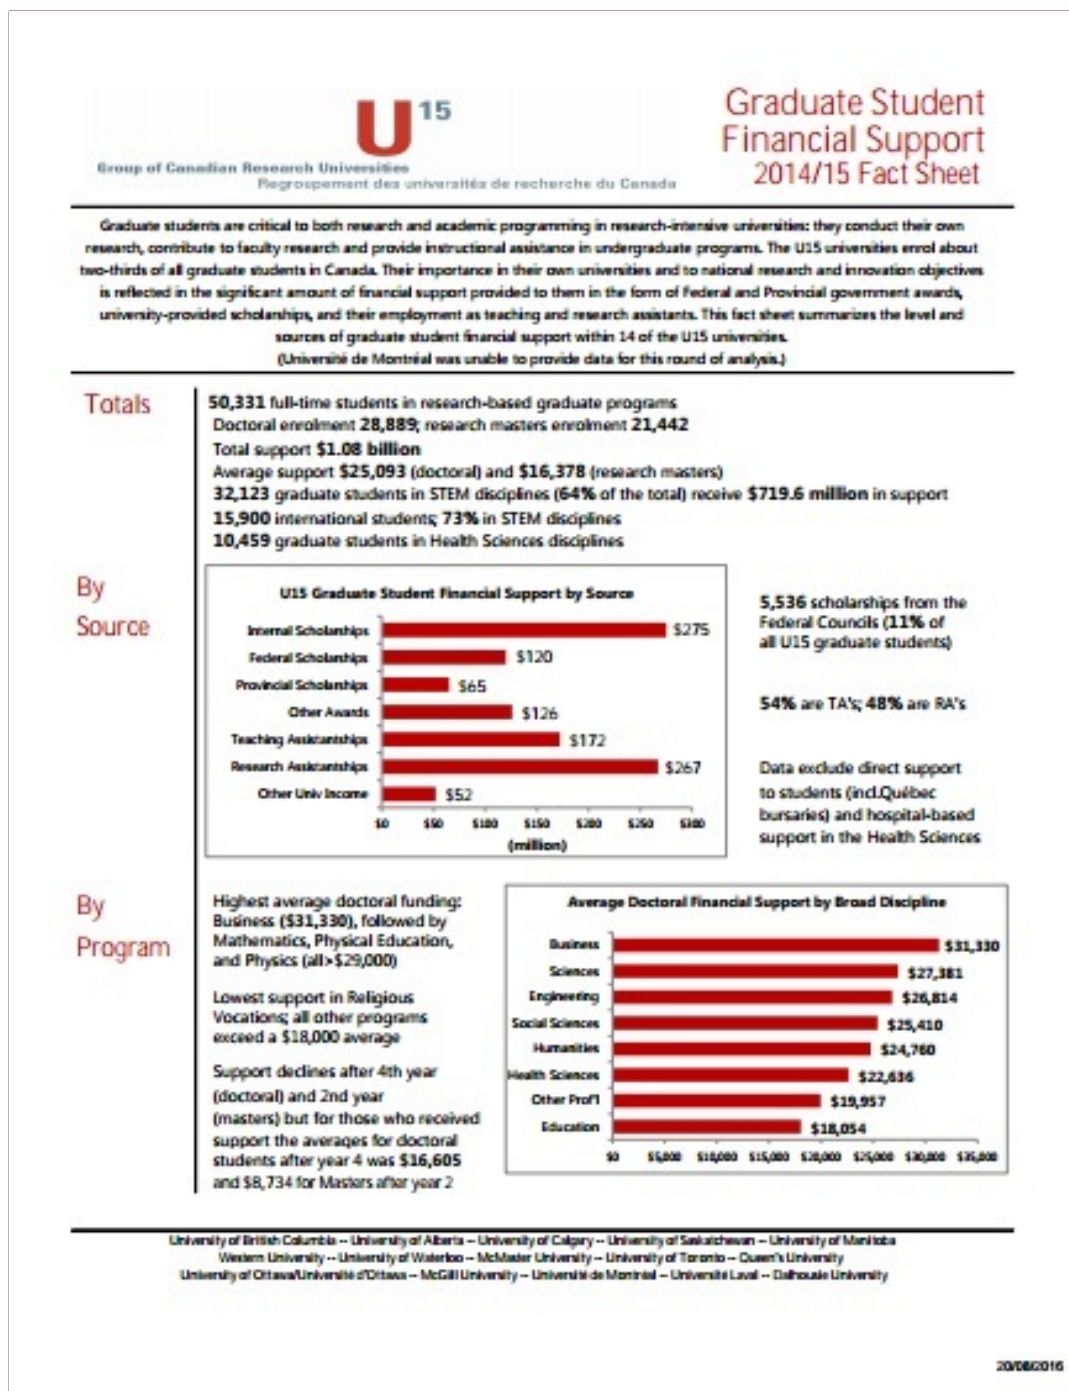 U15
Group of Canadian Research Universities
Regroupement des universités de recherche du Canada
Graduate Student
Financial Support
2014/15 Fact Sheet
Graduate students are critical to both research and academic programming in research-intensive universities: they conduct their own
research, contribute to faculty research and provide instructional assistance in undergraduate programs. The U15 universities enrol about
two-thirds of all graduate students in Canada. Their importance in their own universities and to national research and innovation objectives
is reflected in the significant amount of financial support provided to them in the form of Federal and Provincial government awards,
university-provided scholarships, and their employment as teaching and research assistants. This fact sheet summarizes the level and
sources of graduate student financial support within 14 of the U15 universities.
(Université de Montréal was unable to provide data for this round of analysis.)
Totals
50,331 full-time students in research-based graduate programs
Doctoral enrolment 28,889; research masters enrolment 21,442
Total support $1.08 billion
Average support $25,093 (doctoral) and $16,378 (research masters)
32,123 graduate students in STEM disciplines (64% of the total) receive $719.6 million in support
15,900 international students; 73% in STEM disciplines
10,459 graduate students in Health Sciences disciplines
By
Source
U15 Graduate Student Financial Support by Source
Internal Scholarships $275
Federal Scholarships $120
Provincial Scholarships $65
Other Awards $126
Teaching Assistantships $172
Research Assistantships $267
Other Univ Income $52
$0 $50 $100 $150 $200 $250 $300
(million)
5,536 scholarships from the
Federal Councils (11% of
all U15 graduate students)
54% are TA's; 48% are RA's
Data exclude direct support
to students (incl.Québec
bursaries) and hospital-based
support in the Health Sciences
By
Program
Highest average doctoral funding:
Business ($31,330), followed by
Mathematics, Physical Education,
and Physics (all>$29,000)
Lowest support in Religious
Vocations; all other programs
exceed a $18,000 average
Support declines after 4th year
(doctoral) and 2nd year
(masters) but for those who received
support the averages for doctoral
students after year 4 was $16,605
and $8,734 for Masters after year 2
Average Doctoral Financial Support by Broad Discipline
Business $31,330
Sciences $27,381
Engineering $26,814
Social Sciences $25,410
Humanities $24,760
Health Sciences $22,636
Other Prof'l $19,957
Education $18,054
$0 $5,000 $10,000 $15,000 $20,000 $25,000 $30,000 $35,000
University of British Columbia -- University of Alberta -- University of Calgary -- University of Saskatchewan -- University of Manitoba
Western University -- University of Waterloo -- McMaster University -- University of Toronto -- Queen's University
University of Ottawa/Université d'Ottawa -- McGill University -- Université de Montréal -- Université Laval -- Dalhousie University
20/08/2016